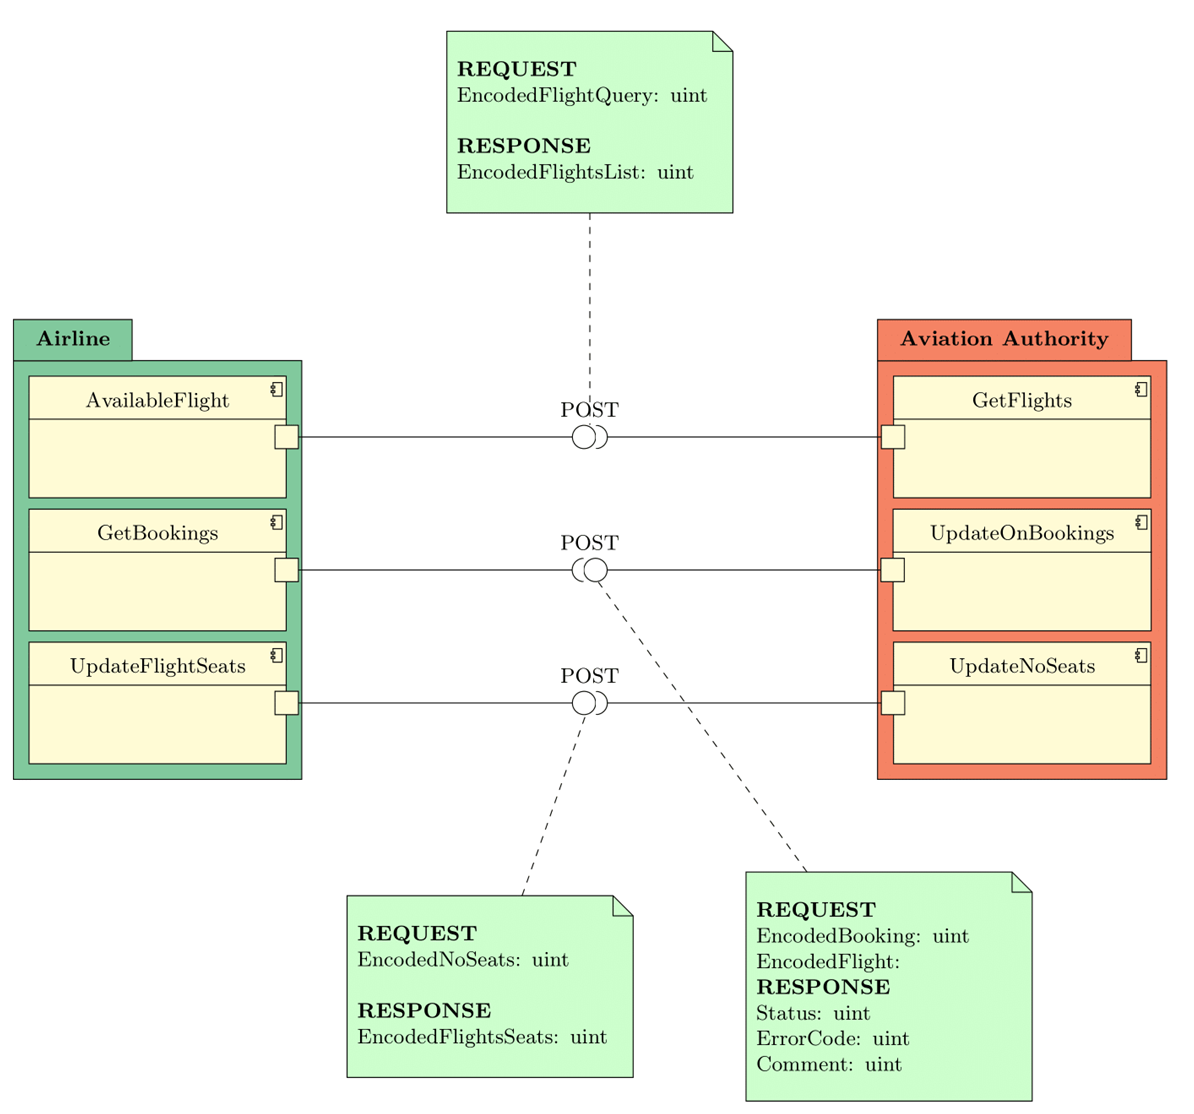 REQUEST
EncodedFlightQuery: uint
RESPONSE
EncodedFlightsList: uint
Airline
Aviation Authority
AvailableFlight
POST
GetFlights
GetBookings
POST
UpdateOnBookings
UpdateFlightSeats
POST
UpdateNoSeats
REQUEST
EncodedNoSeats: uint
RESPONSE
EncodedFlightsSeats: uint
REQUEST
EncodedBooking: uint
EncodedFlight:
RESPONSE
Status: uint
ErrorCode: uint
Comment: uint